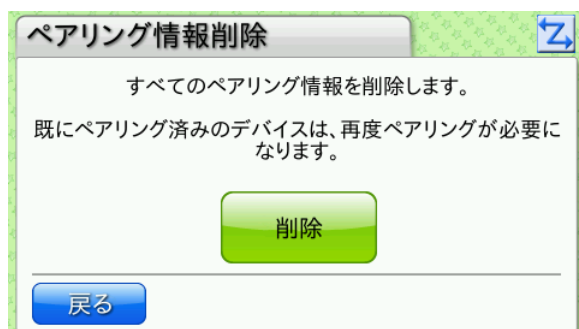 ペアリング情報削除
すべてのペアリング情報を削除します。
既にペアリング済みのデバイスは、再度ペアリングが必要に
なります。
削除
戻る